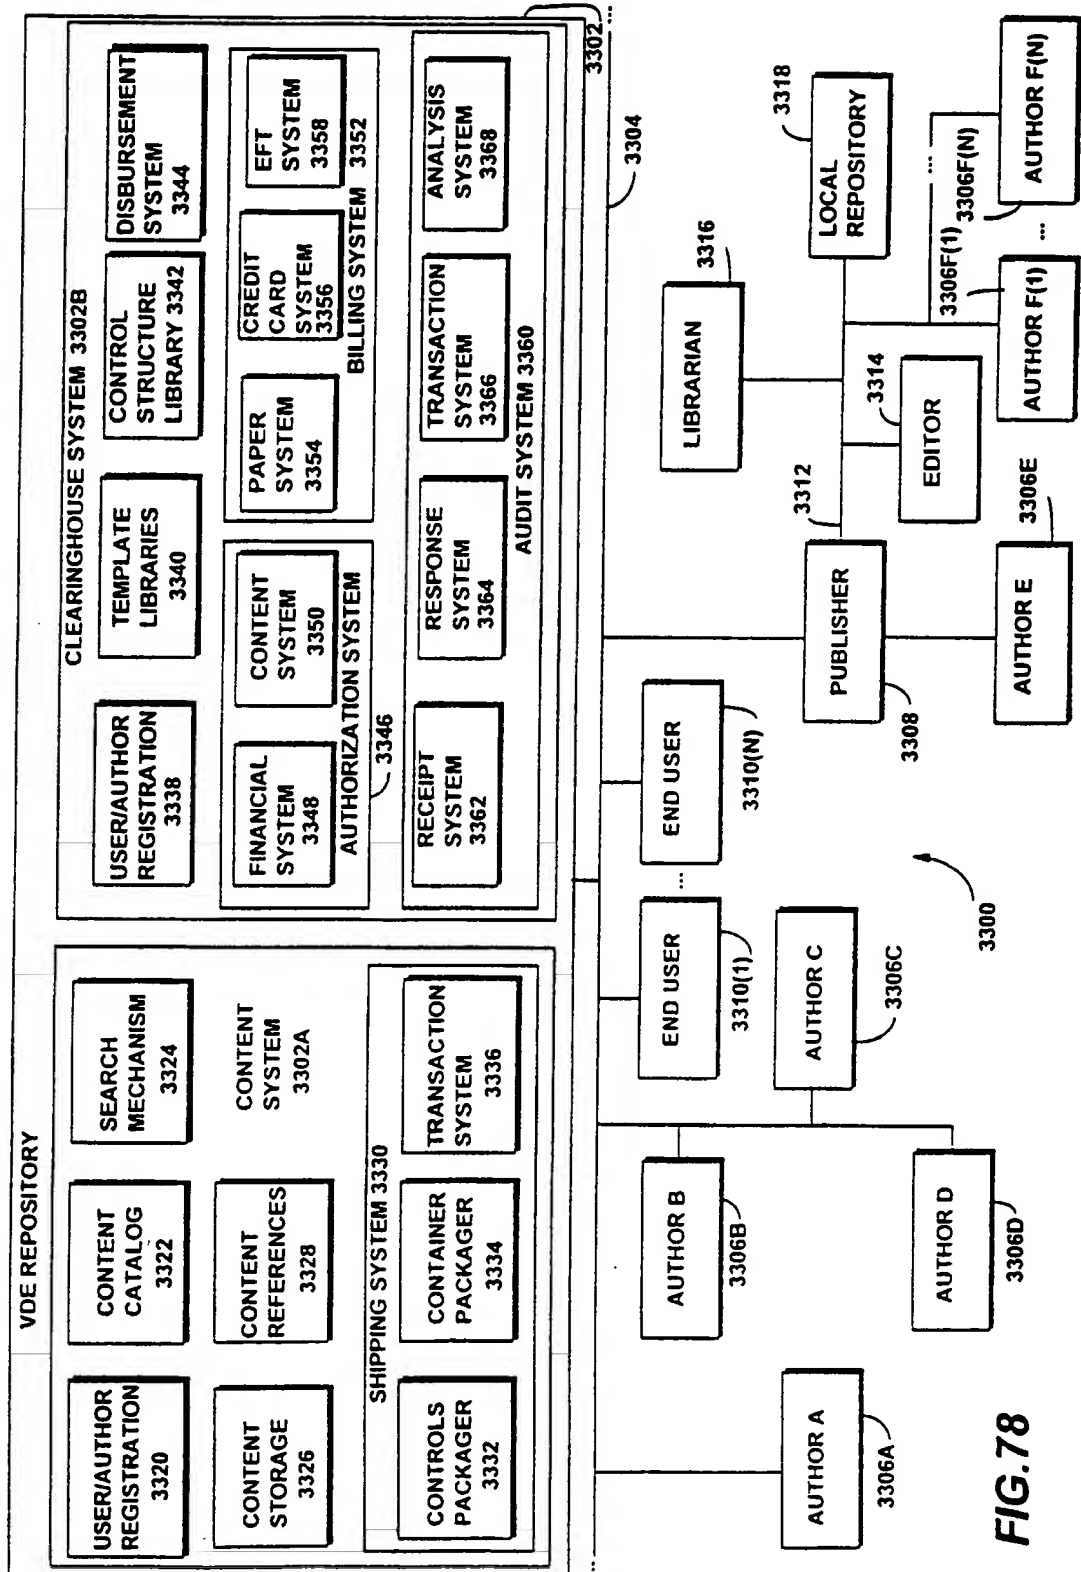 VDE REPOSITORY
USER/AUTHOR
REGISTRATION
3320
CONTENT
CATALOG
3322
SEARCH
MECHANISM
3324
CONTENT
STORAGE
3326
CONTENT
REFERENCES
3328
CONTENT
SYSTEM
3302A
SHIPPING SYSTEM 3330
CONTROLS
PACKAGER
3332
CONTAINER
PACKAGER
3334
TRANSACTION
SYSTEM
3336
CLEARINGHOUSE SYSTEM 3302B
USER/AUTHOR
REGISTRATION
3338
TEMPLATE
LIBRARIES
3340
CONTROL
STRUCTURE
LIBRARY 3342
DISBURSEMENT
SYSTEM
3344
FINANCIAL
SYSTEM
3348
CONTENT
SYSTEM
3350
AUTHORIZATION SYSTEM
3346
PAPER
SYSTEM
3354
CREDIT
CARD
SYSTEM
3356
EFT
SYSTEM
3358
BILLING SYSTEM 3352
RECEIPT
SYSTEM
3362
RESPONSE
SYSTEM
3364
TRANSACTION
SYSTEM
3366
ANALYSIS
SYSTEM
3368
AUDIT SYSTEM 3360
3302
...
...
3304
END USER
3310(1)
...
END USER
3310(N)
AUTHOR A
3306A
AUTHOR B
3306B
AUTHOR C
3306C
AUTHOR D
3306D
PUBLISHER
3308
3312
AUTHOR E
3306E
LIBRARIAN
3316
EDITOR
3314
LOCAL
REPOSITORY
3318
3306F(1)
AUTHOR F(1)
...
...
3306F(N)
AUTHOR F(N)
3300
FIG.78